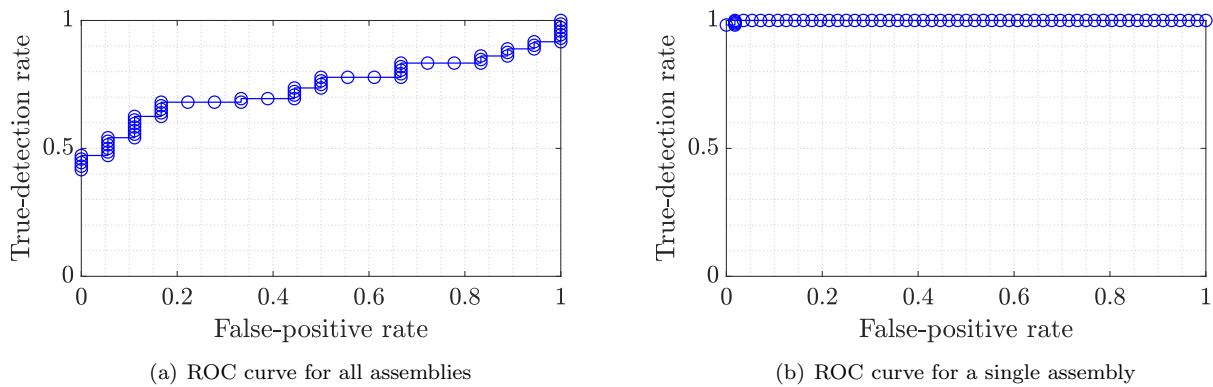 True-detection rate
1
0.5
0
0 0.2 0.4 0.6 0.8 1
False-positive rate
(a) ROC curve for all assemblies
True-detection rate
1
0.5
0
0 0.2 0.4 0.6 0.8 1
False-positive rate
(b) ROC curve for a single assembly